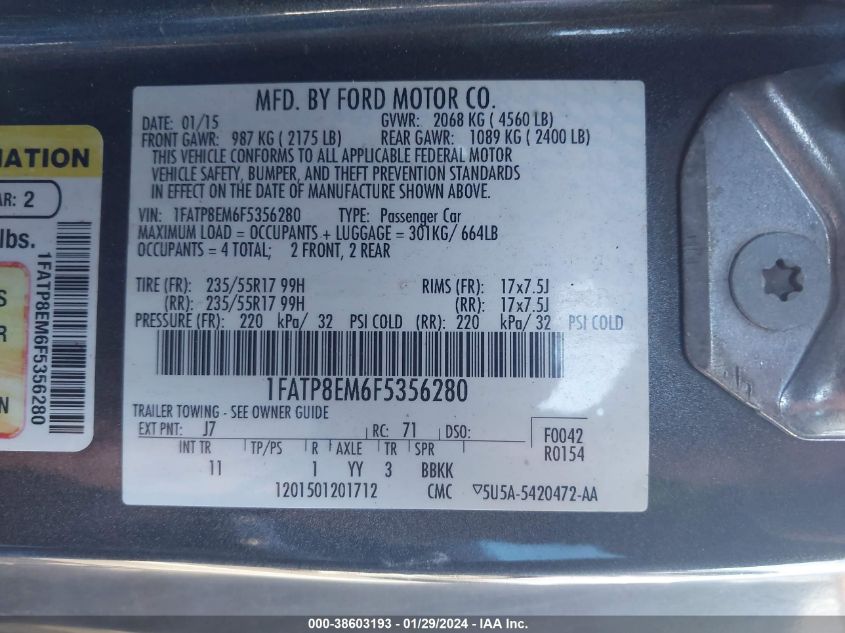 MFD. BY FORD MOTOR CO.
DATE: 01/15 GVWR: 2068 KG ( 4560 LB)
FRONT GAWR: 987 KG ( 2175 LB) REAR GAWR: 1089 KG ( 2400 LB)
THIS VEHICLE CONFORMS TO ALL APPLICABLE FEDERAL MOTOR
VEHICLE SAFETY, BUMPER, AND THEFT PREVENTION STANDARDS
IN EFFECT ON THE DATE OF MANUFACTURE SHOWN ABOVE.
VIN: 1FATP8EM6F5356280 TYPE: Passenger Car
MAXIMUM LOAD = OCCUPANTS + LUGGAGE = 301KG/ 664LB
OCCUPANTS = 4 TOTAL; 2 FRONT, 2 REAR
TIRE (FR): 235/55R17 99H RIMS (FR): 17x7.5J
(RR): 235/55R17 99H (RR): 17x7.5J
PRESSURE (FR): 220 kPa/ 32 PSI COLD (RR): 220 kPa/ 32 PSI COLD
1FATP8EM6F5356280
TRAILER TOWING - SEE OWNER GUIDE
EXT PNT: J7 RC: 71 DSO: F0042
INT TR TP/PS R AXLE TR SPR R0154
11 1 YY 3 BBKK
1201501201712 CMC ▽5U5A-5420472-AA
MATION
AR: 2
lbs.
S
R
N
1FATP8EM6F5356280
000-38603193 - 01/29/2024 - IAA Inc.